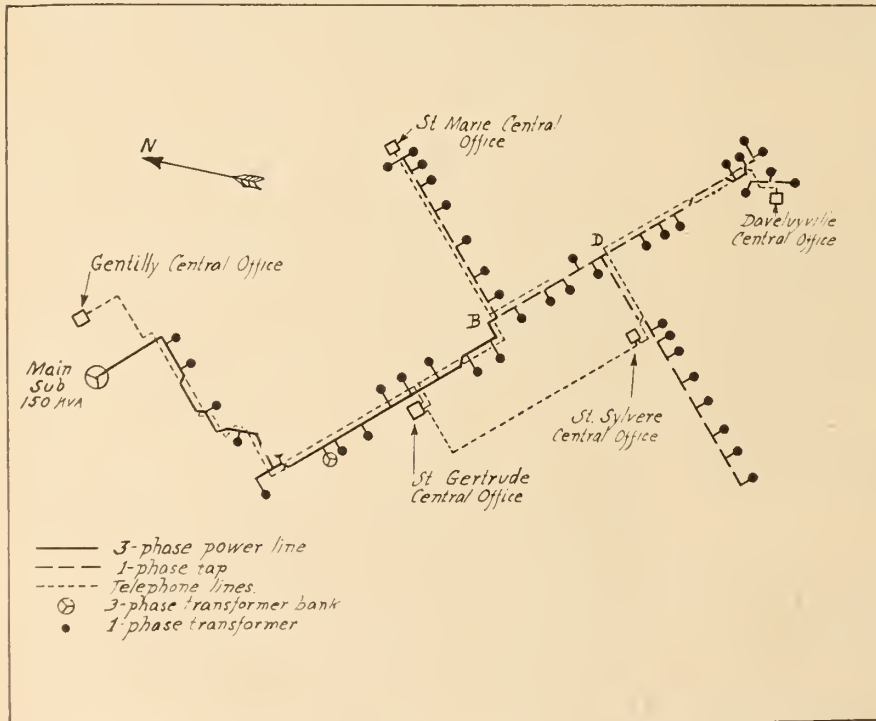 St Marie Central
Office
N
Gentilly Central Office
Main
Sub
150 KVA
B
D
Daveluyville
Central Office
St. Sylvere
Central Office
St Gertrude
Central Office
3-phase power line
1-phase tap
Telephone lines.
3-phase transformer bank
1-phase transformer